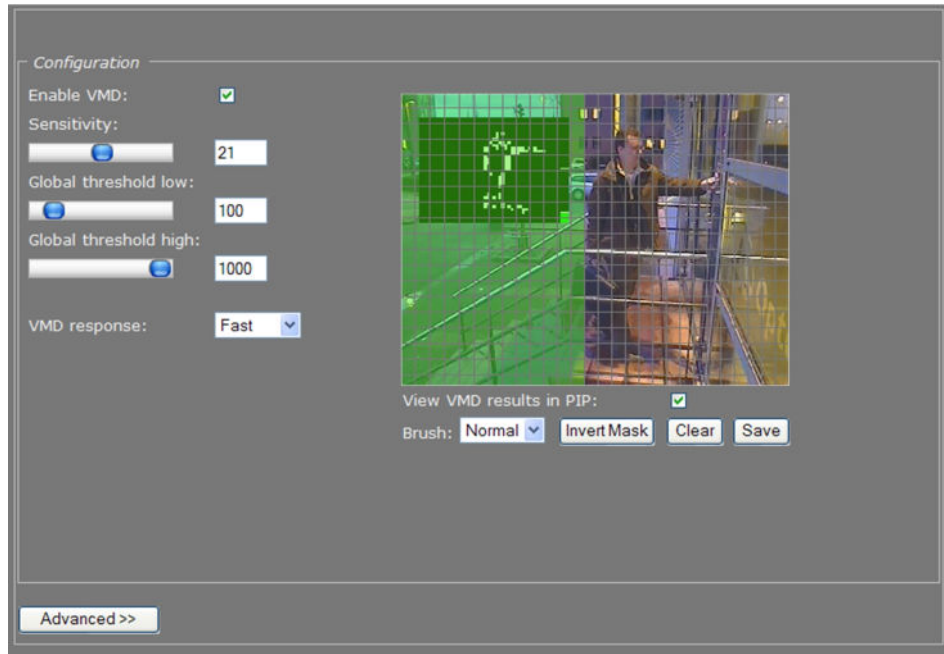 Configuration
Enable VMD:
Sensitivity:
21
Global threshold low:
100
Global threshold high:
1000
VMD response: Fast
View VMD results in PIP:
Brush: Normal Invert Mask Clear Save
Advanced >>